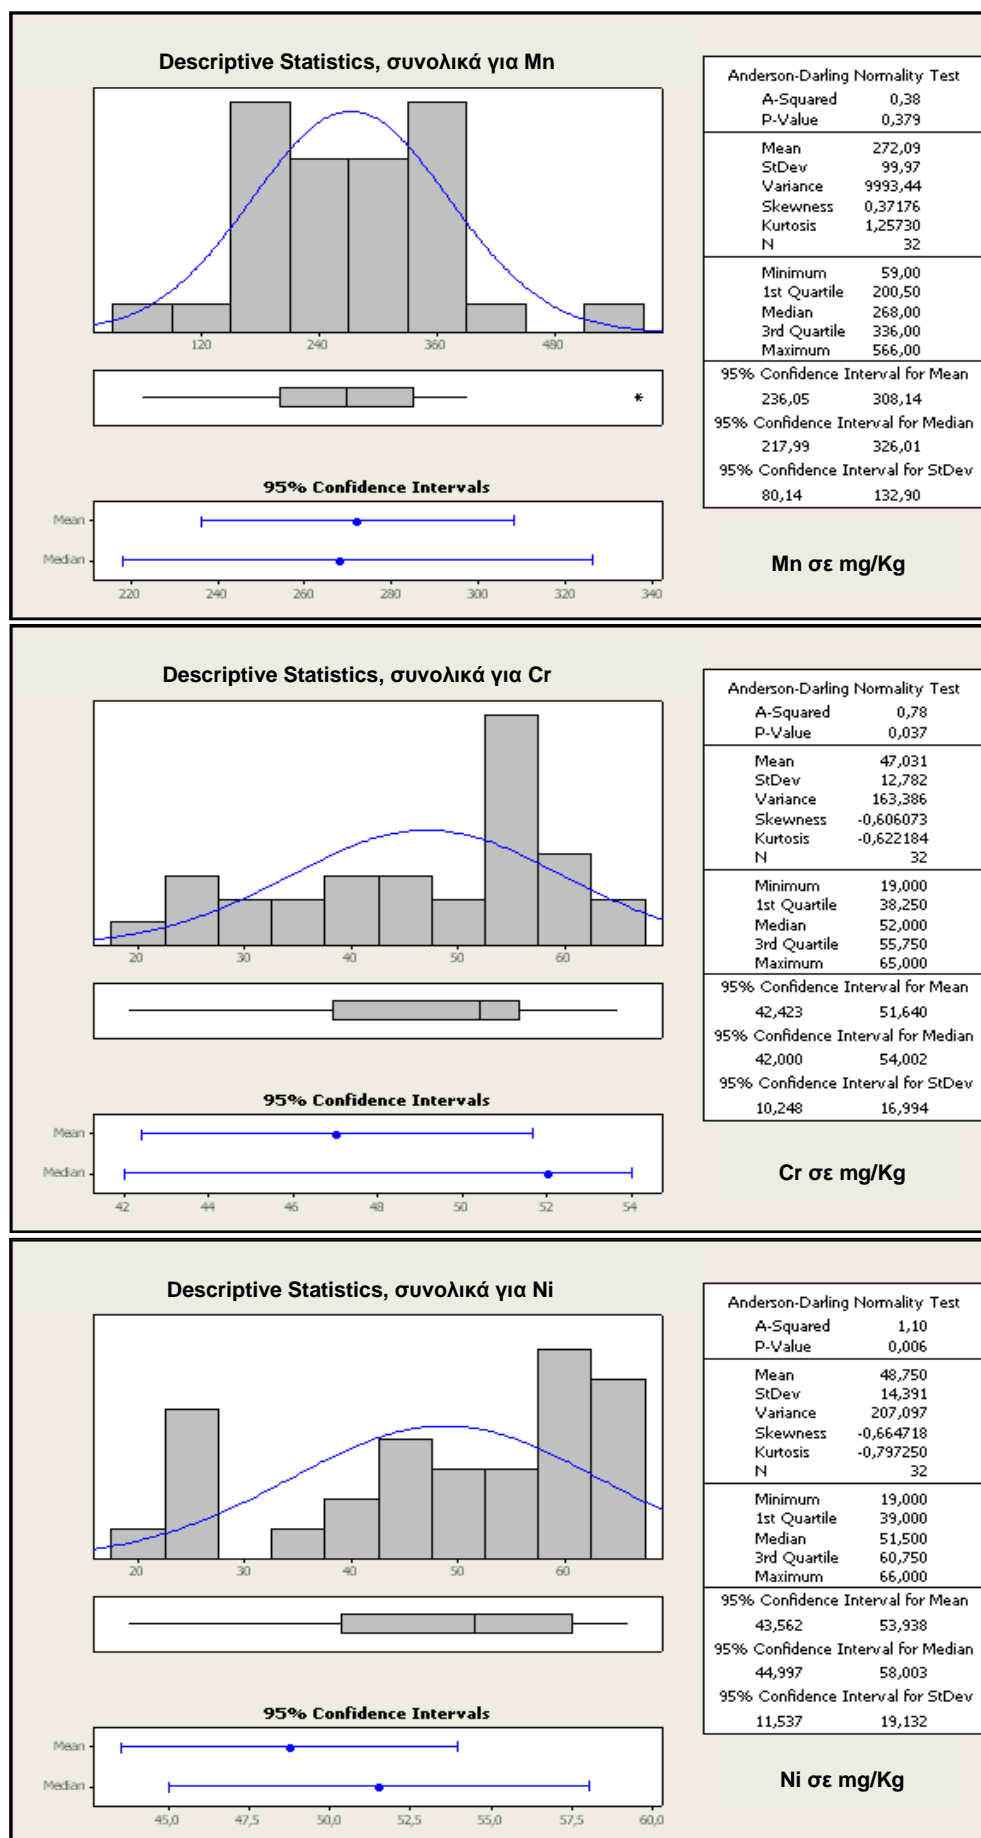 Descriptive Statistics, συνολικά για Mn
120 240 360 480
*
95% Confidence Intervals
Mean
Median
220 240 260 280 300 320 340
Anderson-Darling Normality Test
A-Squared 0,38
P-Value 0,379
Mean 272,09
StDev 99,97
Variance 9993,44
Skewness 0,37176
Kurtosis 1,25730
N 32
Minimum 59,00
1st Quartile 200,50
Median 268,00
3rd Quartile 336,00
Maximum 566,00
95% Confidence Interval for Mean
236,05 308,14
95% Confidence Interval for Median
217,99 326,01
95% Confidence Interval for StDev
80,14 132,90
Mn σε mg/Kg
Descriptive Statistics, συνολικά για Cr
20 30 40 50 60
95% Confidence Intervals
Mean
Median
42 44 46 48 50 52 54
Anderson-Darling Normality Test
A-Squared 0,78
P-Value 0,037
Mean 47,031
StDev 12,782
Variance 163,386
Skewness -0,606073
Kurtosis -0,622184
N 32
Minimum 19,000
1st Quartile 38,250
Median 52,000
3rd Quartile 55,750
Maximum 65,000
95% Confidence Interval for Mean
42,423 51,640
95% Confidence Interval for Median
42,000 54,002
95% Confidence Interval for StDev
10,248 16,994
Cr σε mg/Kg
Descriptive Statistics, συνολικά για Ni
20 30 40 50 60
95% Confidence Intervals
Mean
Median
45,0 47,5 50,0 52,5 55,0 57,5 60,0
Anderson-Darling Normality Test
A-Squared 1,10
P-Value 0,006
Mean 48,750
StDev 14,391
Variance 207,097
Skewness -0,664718
Kurtosis -0,797250
N 32
Minimum 19,000
1st Quartile 39,000
Median 51,500
3rd Quartile 60,750
Maximum 66,000
95% Confidence Interval for Mean
43,562 53,938
95% Confidence Interval for Median
44,997 58,003
95% Confidence Interval for StDev
11,537 19,132
Ni σε mg/Kg